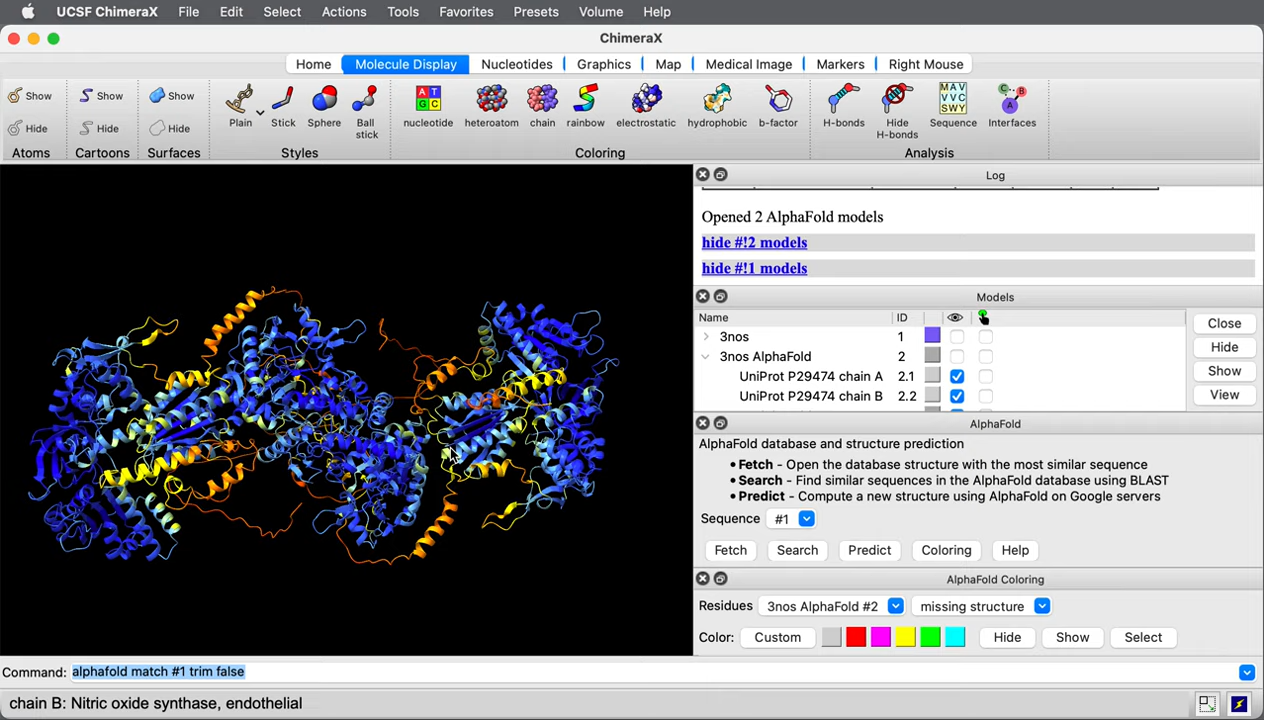 UCSF ChimeraX File Edit Select Actions Tools Favorites Presets Volume Help
ChimeraX
Home Molecule Display Nucleotides Graphics Map Medical Image Markers Right Mouse
Show Show Show
Hide Hide Hide
Plain Stick Sphere Ball stick
A T G C
nucleotide heteroatom chain rainbow electrostatic hydrophobic b-factor
MAV VVC SWY
C A B
H-bonds Hide H-bonds Sequence Interfaces
Atoms Cartoons Surfaces Styles Coloring Analysis
Log
Opened 2 AlphaFold models
hide #!2 models
hide #!1 models
Models
Name ID
3nos 1
3nos AlphaFold 2
UniProt P29474 chain A 2.1
UniProt P29474 chain B 2.2
Close
Hide
Show
View
AlphaFold
AlphaFold database and structure prediction
• Fetch - Open the database structure with the most similar sequence
• Search - Find similar sequences in the AlphaFold database using BLAST
• Predict - Compute a new structure using AlphaFold on Google servers
Sequence #1
Fetch Search Predict Coloring Help
AlphaFold Coloring
Residues 3nos AlphaFold #2 missing structure
Color: Custom Hide Show Select
Command: alphafold match #1 trim false
chain B: Nitric oxide synthase, endothelial